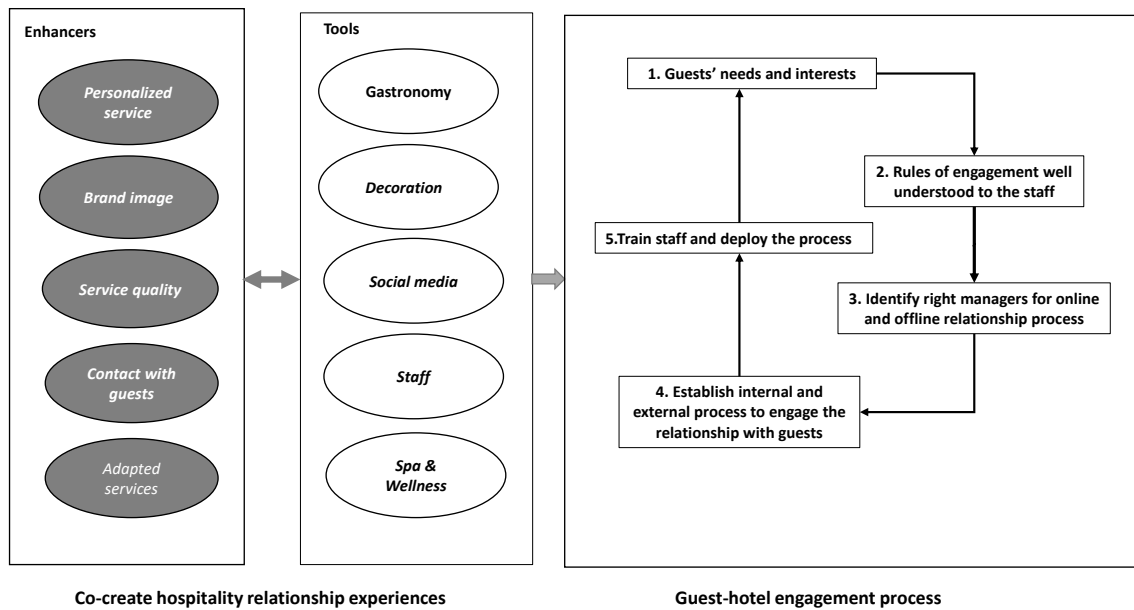 Enhancers
Personalized
service
Brand image
Service quality
Contact with
guests
Adapted
services
Tools
Gastronomy
Decoration
Social media
Staff
Spa &
Wellness
1. Guests’ needs and interests
2. Rules of engagement well
understood to the staff
3. Identify right managers for online
and offline relationship process
4. Establish internal and
external process to engage the
relationship with guests
5.Train staff and deploy the process
Co-create hospitality relationship experiences
Guest-hotel engagement process